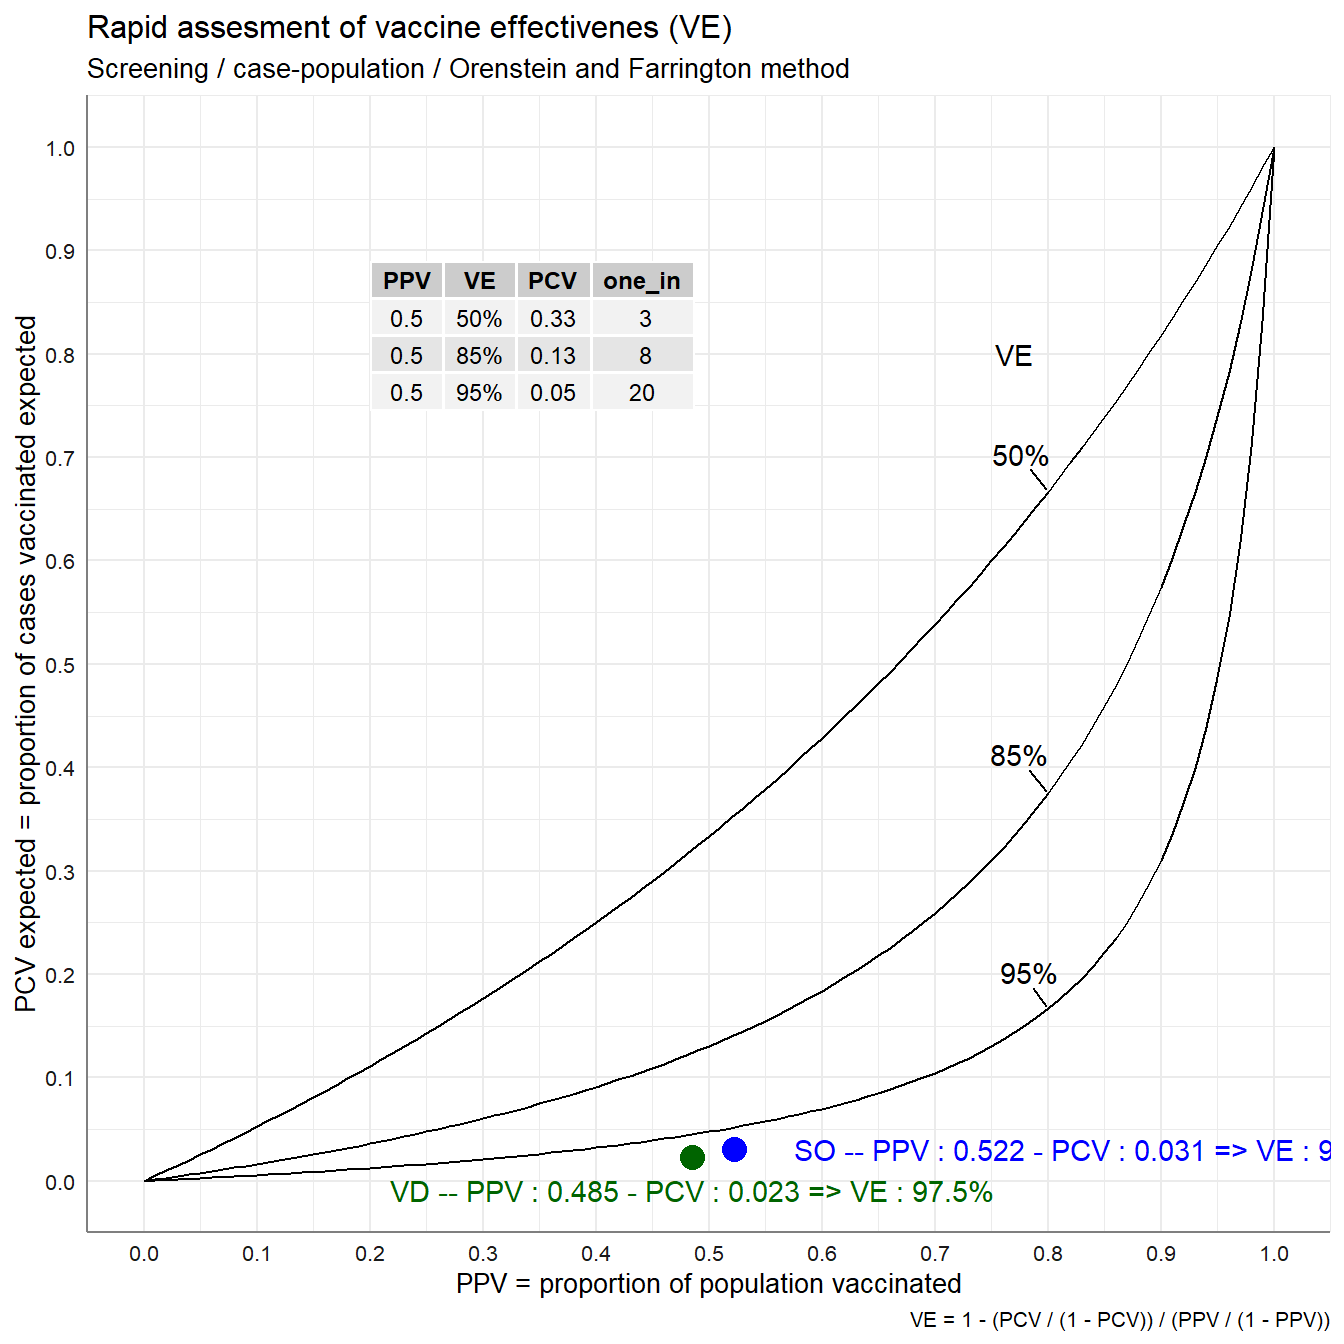 Rapid assesment of vaccine effectivenes (VE)
Screening / case-population / Orenstein and Farrington method
PCV expected = proportion of cases vaccinated expected
1.0
0.9
0.8
0.7
0.6
0.5
0.4
0.3
0.2
0.1
0.0
PPV VE PCV one_in
0.5 50% 0.33 3
0.5 85% 0.13 8
0.5 95% 0.05 20
VE
50%
85%
95%
SO -- PPV : 0.522 - PCV : 0.031 => VE : 9
VD -- PPV : 0.485 - PCV : 0.023 => VE : 97.5%
0.0 0.1 0.2 0.3 0.4 0.5 0.6 0.7 0.8 0.9 1.0
PPV = proportion of population vaccinated
VE = 1 - (PCV / (1 - PCV)) / (PPV / (1 - PPV))